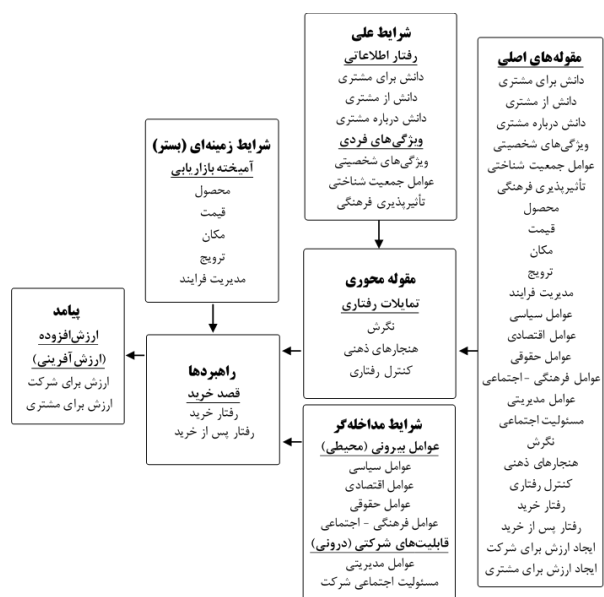 مقوله‌های اصلی
دانش برای مشتری
دانش از مشتری
دانش درباره مشتری
ویژگی‌های شخصیتی
عوامل جمعیت شناختی
تأثیرپذیری فرهنگی
محصول
قیمت
مکان
ترویج
مدیریت فرایند
عوامل سیاسی
عوامل اقتصادی
عوامل حقوقی
عوامل فرهنگی - اجتماعی
عوامل مدیریتی
مسئولیت اجتماعی
نگرش
هنجارهای ذهنی
کنترل رفتاری
رفتار خرید
رفتار پس از خرید
ایجاد ارزش برای شرکت
ایجاد ارزش برای مشتری
شرایط علی
رفتار اطلاعاتی
دانش برای مشتری
دانش از مشتری
دانش درباره مشتری
ویژگی‌های فردی
ویژگی‌های شخصیتی
عوامل جمعیت شناختی
تأثیرپذیری فرهنگی
مقوله محوری
تمایلات رفتاری
نگرش
هنجارهای ذهنی
کنترل رفتاری
شرایط مداخله‌گر
عوامل بیرونی (محیطی)
عوامل سیاسی
عوامل اقتصادی
عوامل حقوقی
عوامل فرهنگی - اجتماعی
قابلیت‌های شرکتی (درونی)
عوامل مدیریتی
مسئولیت اجتماعی شرکت
شرایط زمینه‌ای (بستر)
آمیخته بازاریابی
محصول
قیمت
مکان
ترویج
مدیریت فرایند
راهبردها
قصد خرید
رفتار خرید
رفتار پس از خرید
پیامد
ارزش‌افزوده
(ارزش‌آفرینی)
ارزش برای شرکت
ارزش برای مشتری